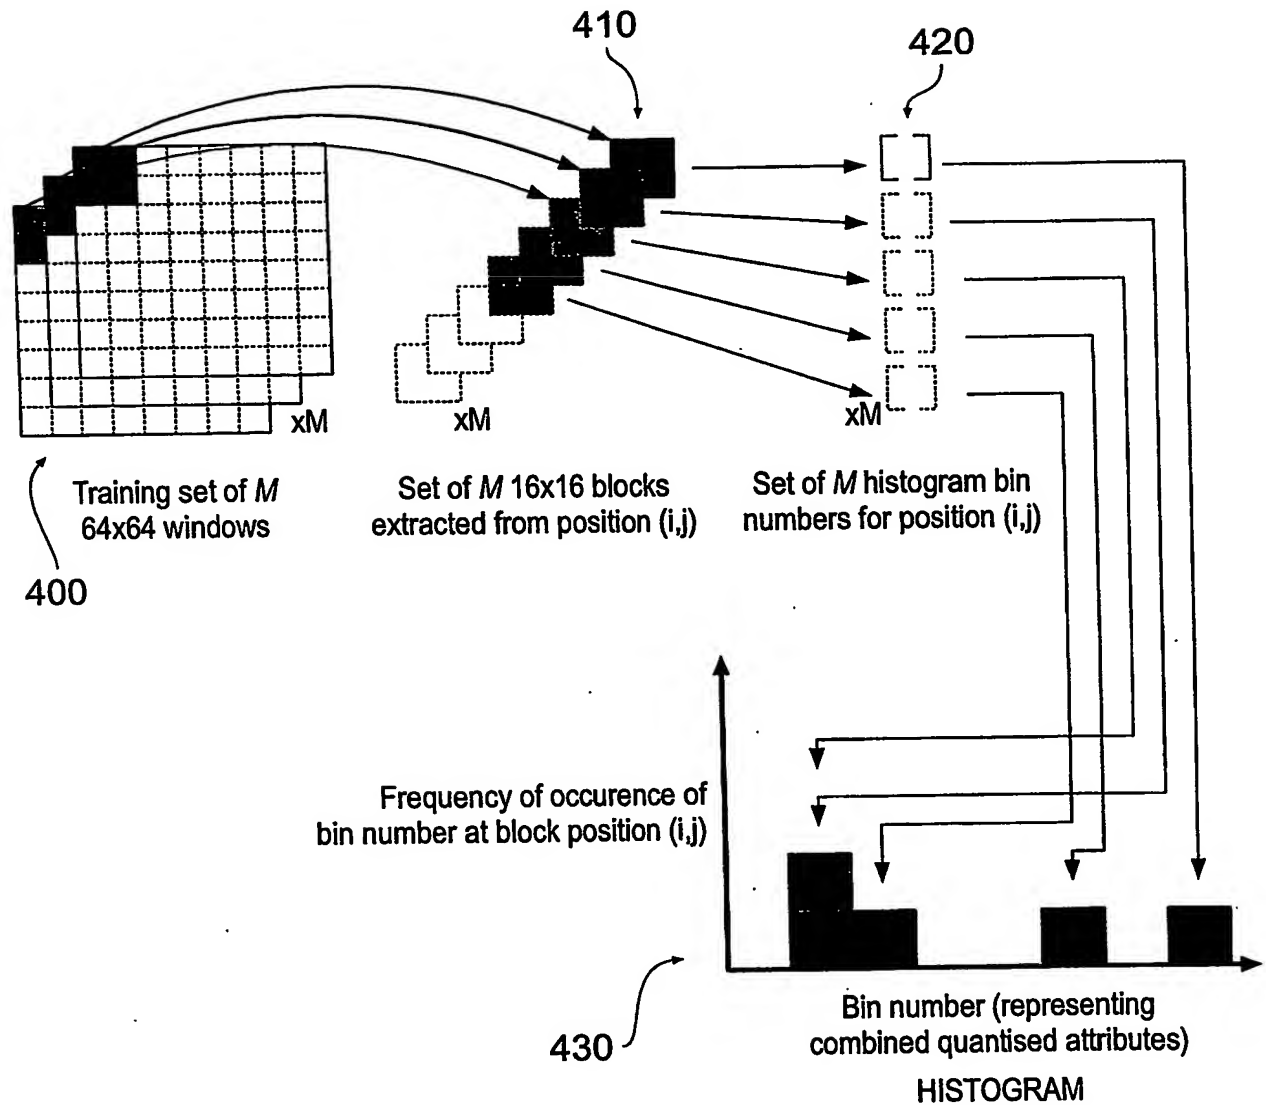 410
420
xM
xM
xM
Training set of M
64x64 windows
Set of M 16x16 blocks
extracted from position (i,j)
Set of M histogram bin
numbers for position (i,j)
400
Frequency of occurence of
bin number at block position (i,j)
430
Bin number (representing
combined quantised attributes)
HISTOGRAM